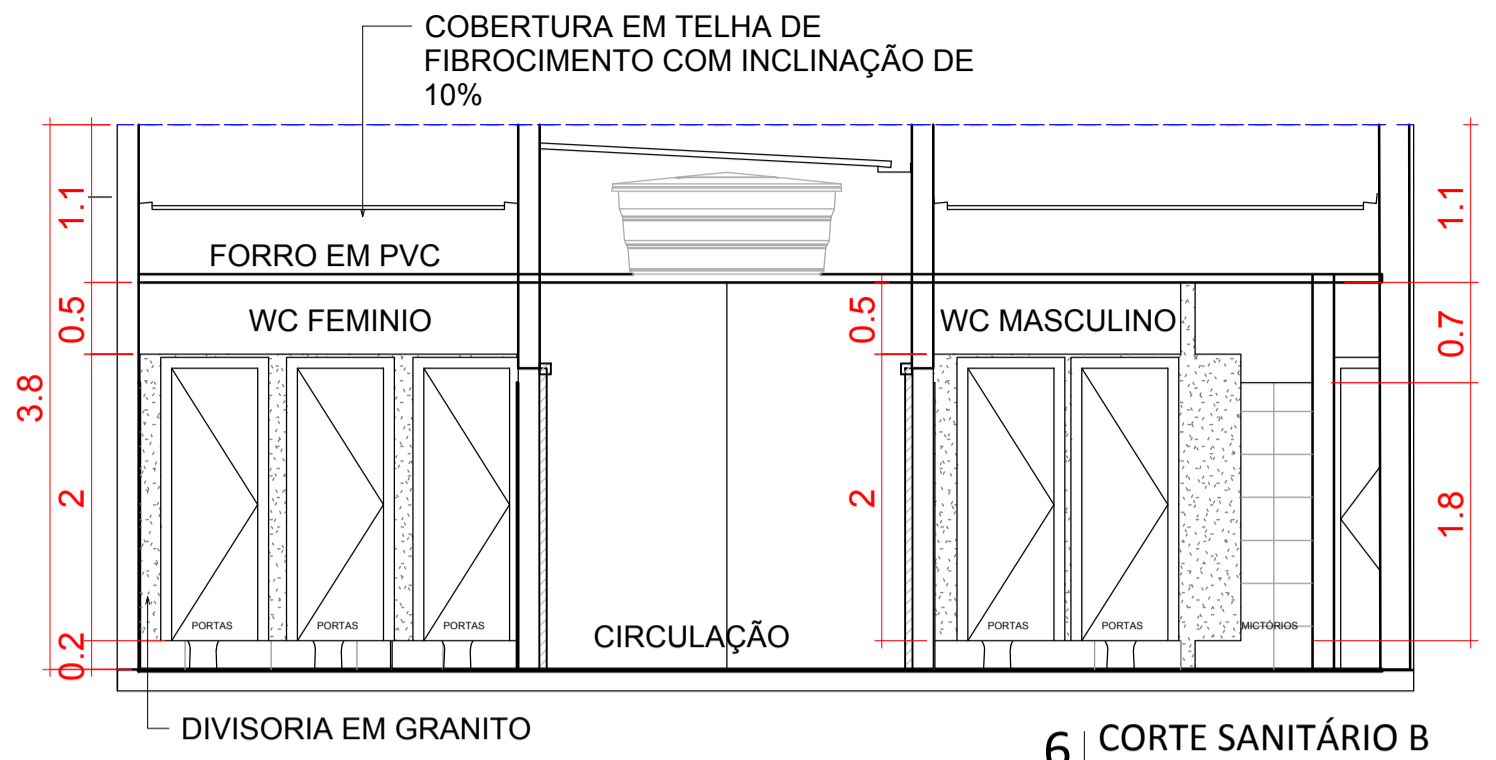 COBERTURA EM TELHA DE
FIBROCIMENTO COM INCLINAÇÃO DE
10%
1.1
1.1
FORRO EM PVC
0.5
WC FEMINIO
0.5
WC MASCULINO
0.7
3.8
2
2
1.8
PORTAS
PORTAS
PORTAS
PORTAS
PORTAS
MICTÓRIOS
0.2
CIRCULAÇÃO
DIVISORIA EM GRANITO
6
CORTE SANITÁRIO B